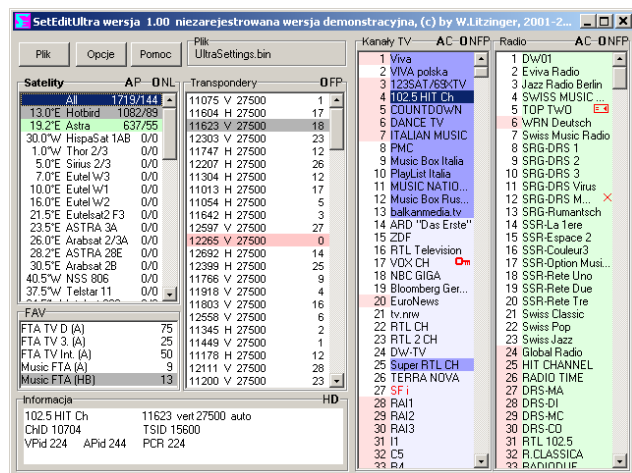 SetEditUltra wersja 1.00 niezarejestrowana wersja demonstracyjna, (c) by W.Litzinger, 2001-2...
Plik Opcje Pomoc
Plik
UltraSettings.bin
Satelity AP ONL
All 1719/144
13.0°E Hotbird 1082/89
19.2°E Astra 637/55
30.0°W HispaSat 1AB 0/0
1.0°W Thor 2/3 0/0
5.0°E Sirius 2/3 0/0
7.0°E Eutel W3 0/0
10.0°E Eutel W1 0/0
16.0°E Eutel W2 0/0
21.5°E Eutelsat2 F3 0/0
23.5°E ASTRA 3A 0/0
26.0°E Arabsat 2/3A 0/0
28.2°E ASTRA 28E 0/0
30.5°E Arabsat 2B 0/0
40.5°W NSS 806 0/0
37.5°W Telstar 11 0/0
FAV
FTA TV D (A) 75
FTA TV 3. (A) 25
FTA TV Int. (A) 50
Music FTA (A) 9
Music FTA (HB) 13
Transpondery OFP
11075 V 27500 1
11604 H 27500 17
11623 V 27500 18
12303 V 27500 23
11747 H 27500 12
12207 H 27500 26
11304 H 27500 12
11013 H 27500 17
11054 H 27500 5
11642 H 27500 3
12597 V 27500 27
12265 V 27500 0
12692 H 27500 14
12399 H 27500 25
11766 V 27500 9
11918 V 27500 4
11803 V 27500 16
12558 V 27500 6
11345 H 27500 2
11449 V 27500 1
11178 H 27500 12
12111 V 27500 28
11200 V 27500 23
Informacja HD
102.5 HIT Ch 11623 vert 27500 auto
ChID 10704 TSID 15600
VPid 224 APid 244 PCR 224
Kanały TV AC ONFP
1 Viva
2 VIVA polska
3 123SAT/69XTV
4 102.5 HIT Ch
5 COUNTDOWN
6 DANCE TV
7 ITALIAN MUSIC
8 PMC
9 Music Box Italia
10 PlayList Italia
11 MUSIC NATIO...
12 Music Box Rus...
13 balkanmedia.tv
14 ARD "Das Erste"
15 ZDF
16 RTL Television
17 VOX CH
18 NBC GIGA
19 Bloomberg Ger...
20 EuroNews
21 tv.nrw
22 RTL CH
23 RTL 2 CH
24 DW-TV
25 Super RTL CH
26 TERRA NOVA
27 SF i
28 RAI1
29 RAI2
30 RAI3
31 I1
32 C5
33 R4
Radio AC ONFP
1 DW01
2 Eviva Radio
3 Jazz Radio Berlin
4 SWISS MUSIC ...
5 TOP TWO
6 WRN Deutsch
7 Swiss Music Radio
8 SRG-DRS 1
9 SRG-DRS 2
10 SRG-DRS 3
11 SRG-DRS Virus
12 SRG-DRS M...
13 SRG-Rumantsch
14 SSR-La 1ere
15 SSR-Espace 2
16 SSR-Couleur3
17 SSR-Option Musi...
18 SSR-Rete Uno
19 SSR-Rete Due
20 SSR-Rete Tre
21 Swiss Classic
22 Swiss Pop
23 Swiss Jazz
24 Global Radio
25 HIT CHANNEL
26 RADIO TIME
27 DRS-MA
28 DRS-DI
29 DRS-MC
30 DRS-CO
31 RTL 102.5
32 R.CLASSICA
33 RADIODUE